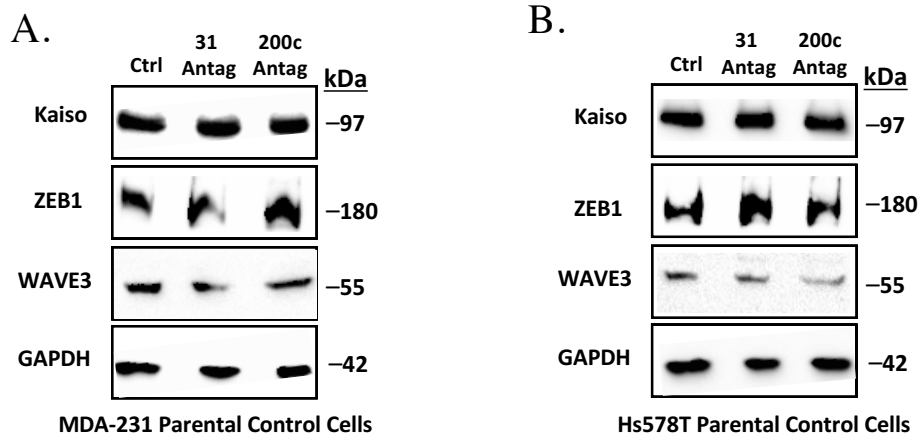 A.
Ctrl
31
Antag
200c
Antag
kDa
Kaiso
–97
ZEB1
–180
WAVE3
–55
GAPDH
–42
MDA-231 Parental Control Cells
B.
Ctrl
31
Antag
200c
Antag
kDa
Kaiso
–97
ZEB1
–180
WAVE3
–55
GAPDH
–42
Hs578T Parental Control Cells